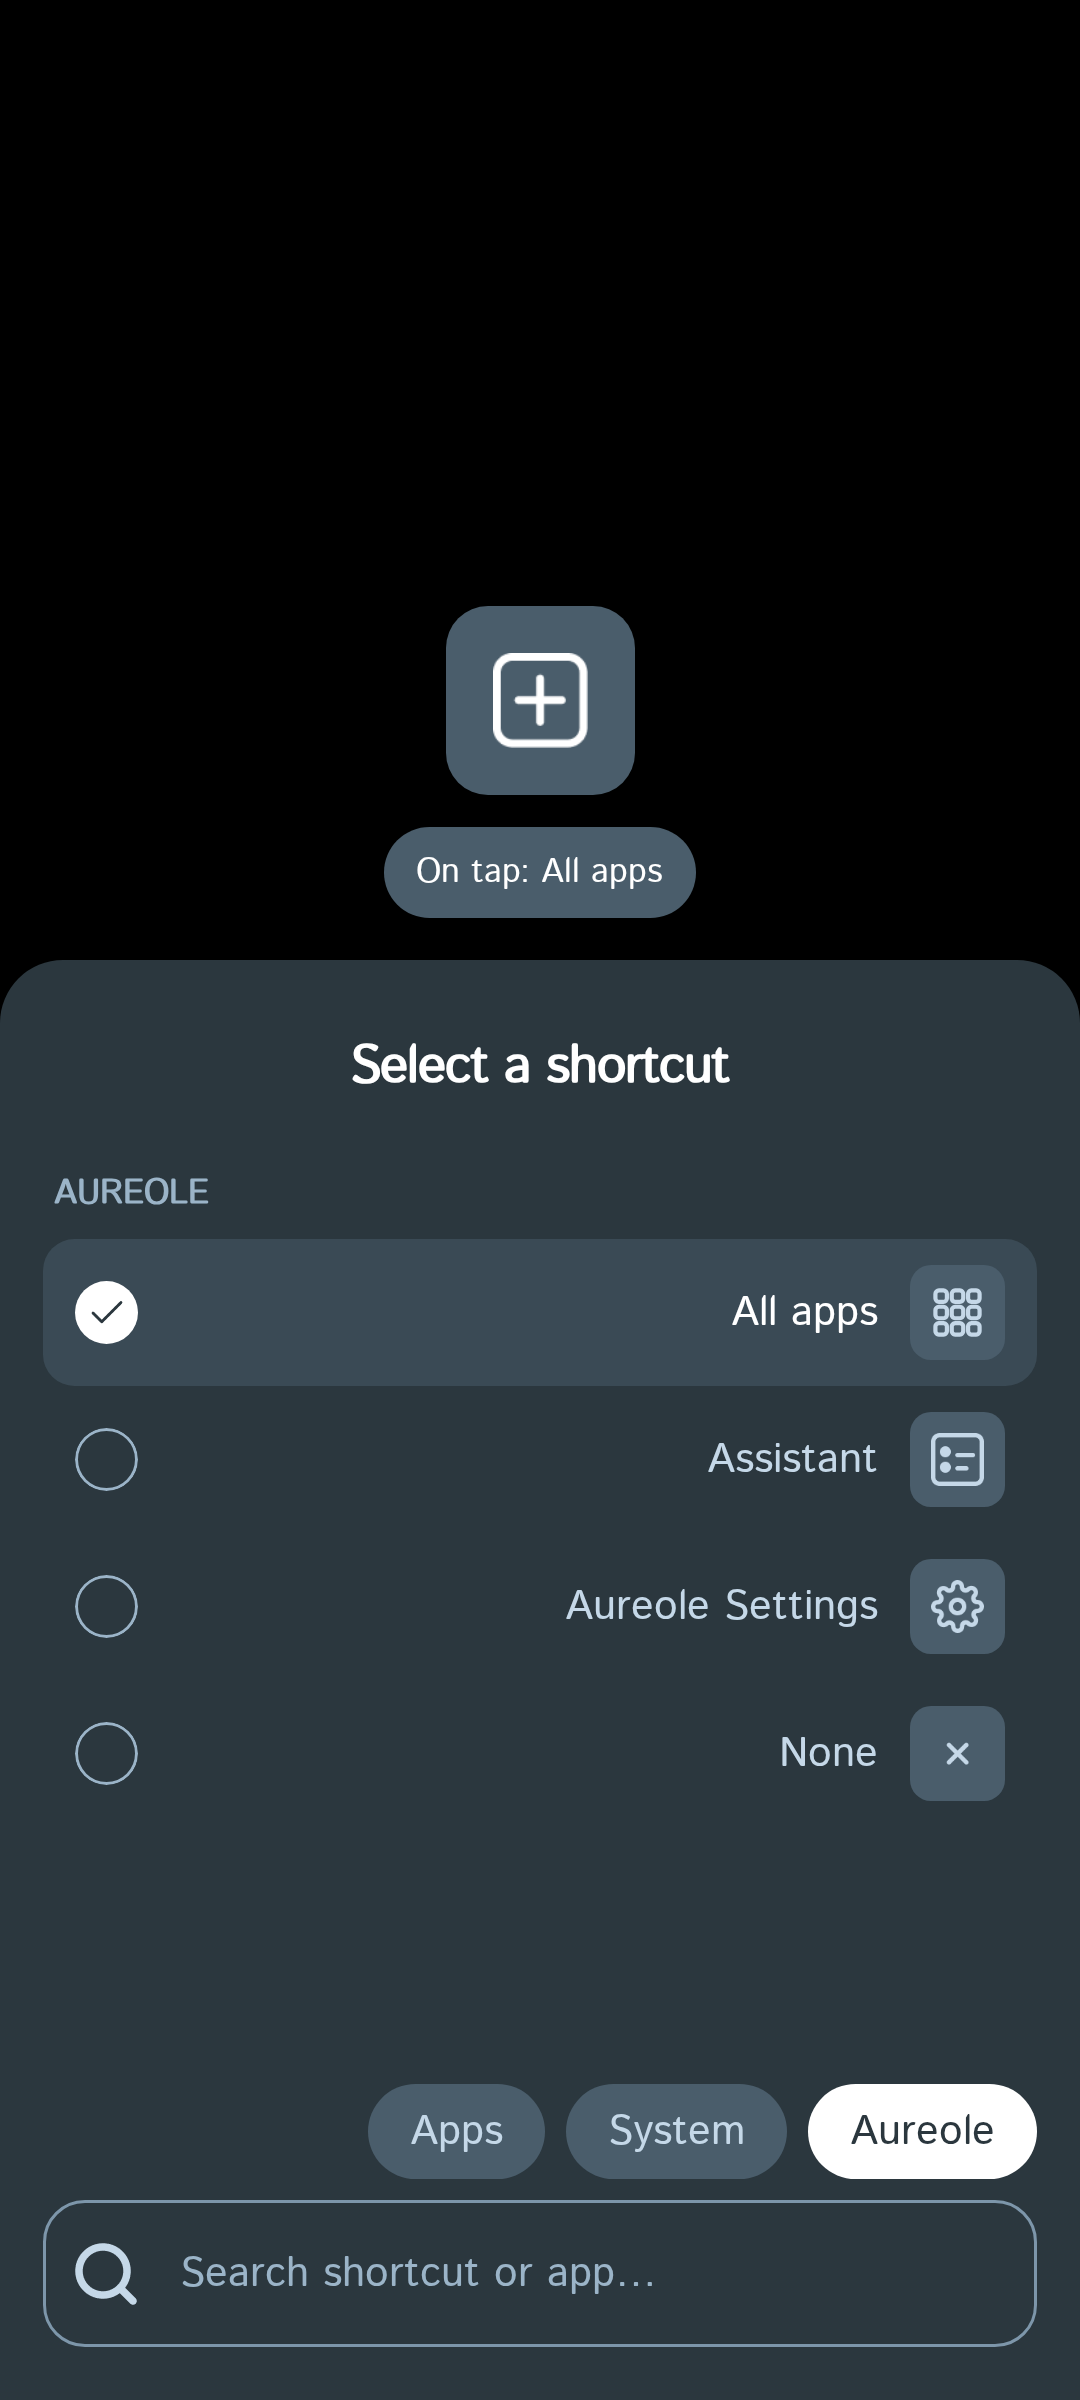 On tap: All apps
Select a shortcut
AUREOLE
All apps
Assistant
Aureole Settings
None
Apps
System
Aureole
Search shortcut or app...